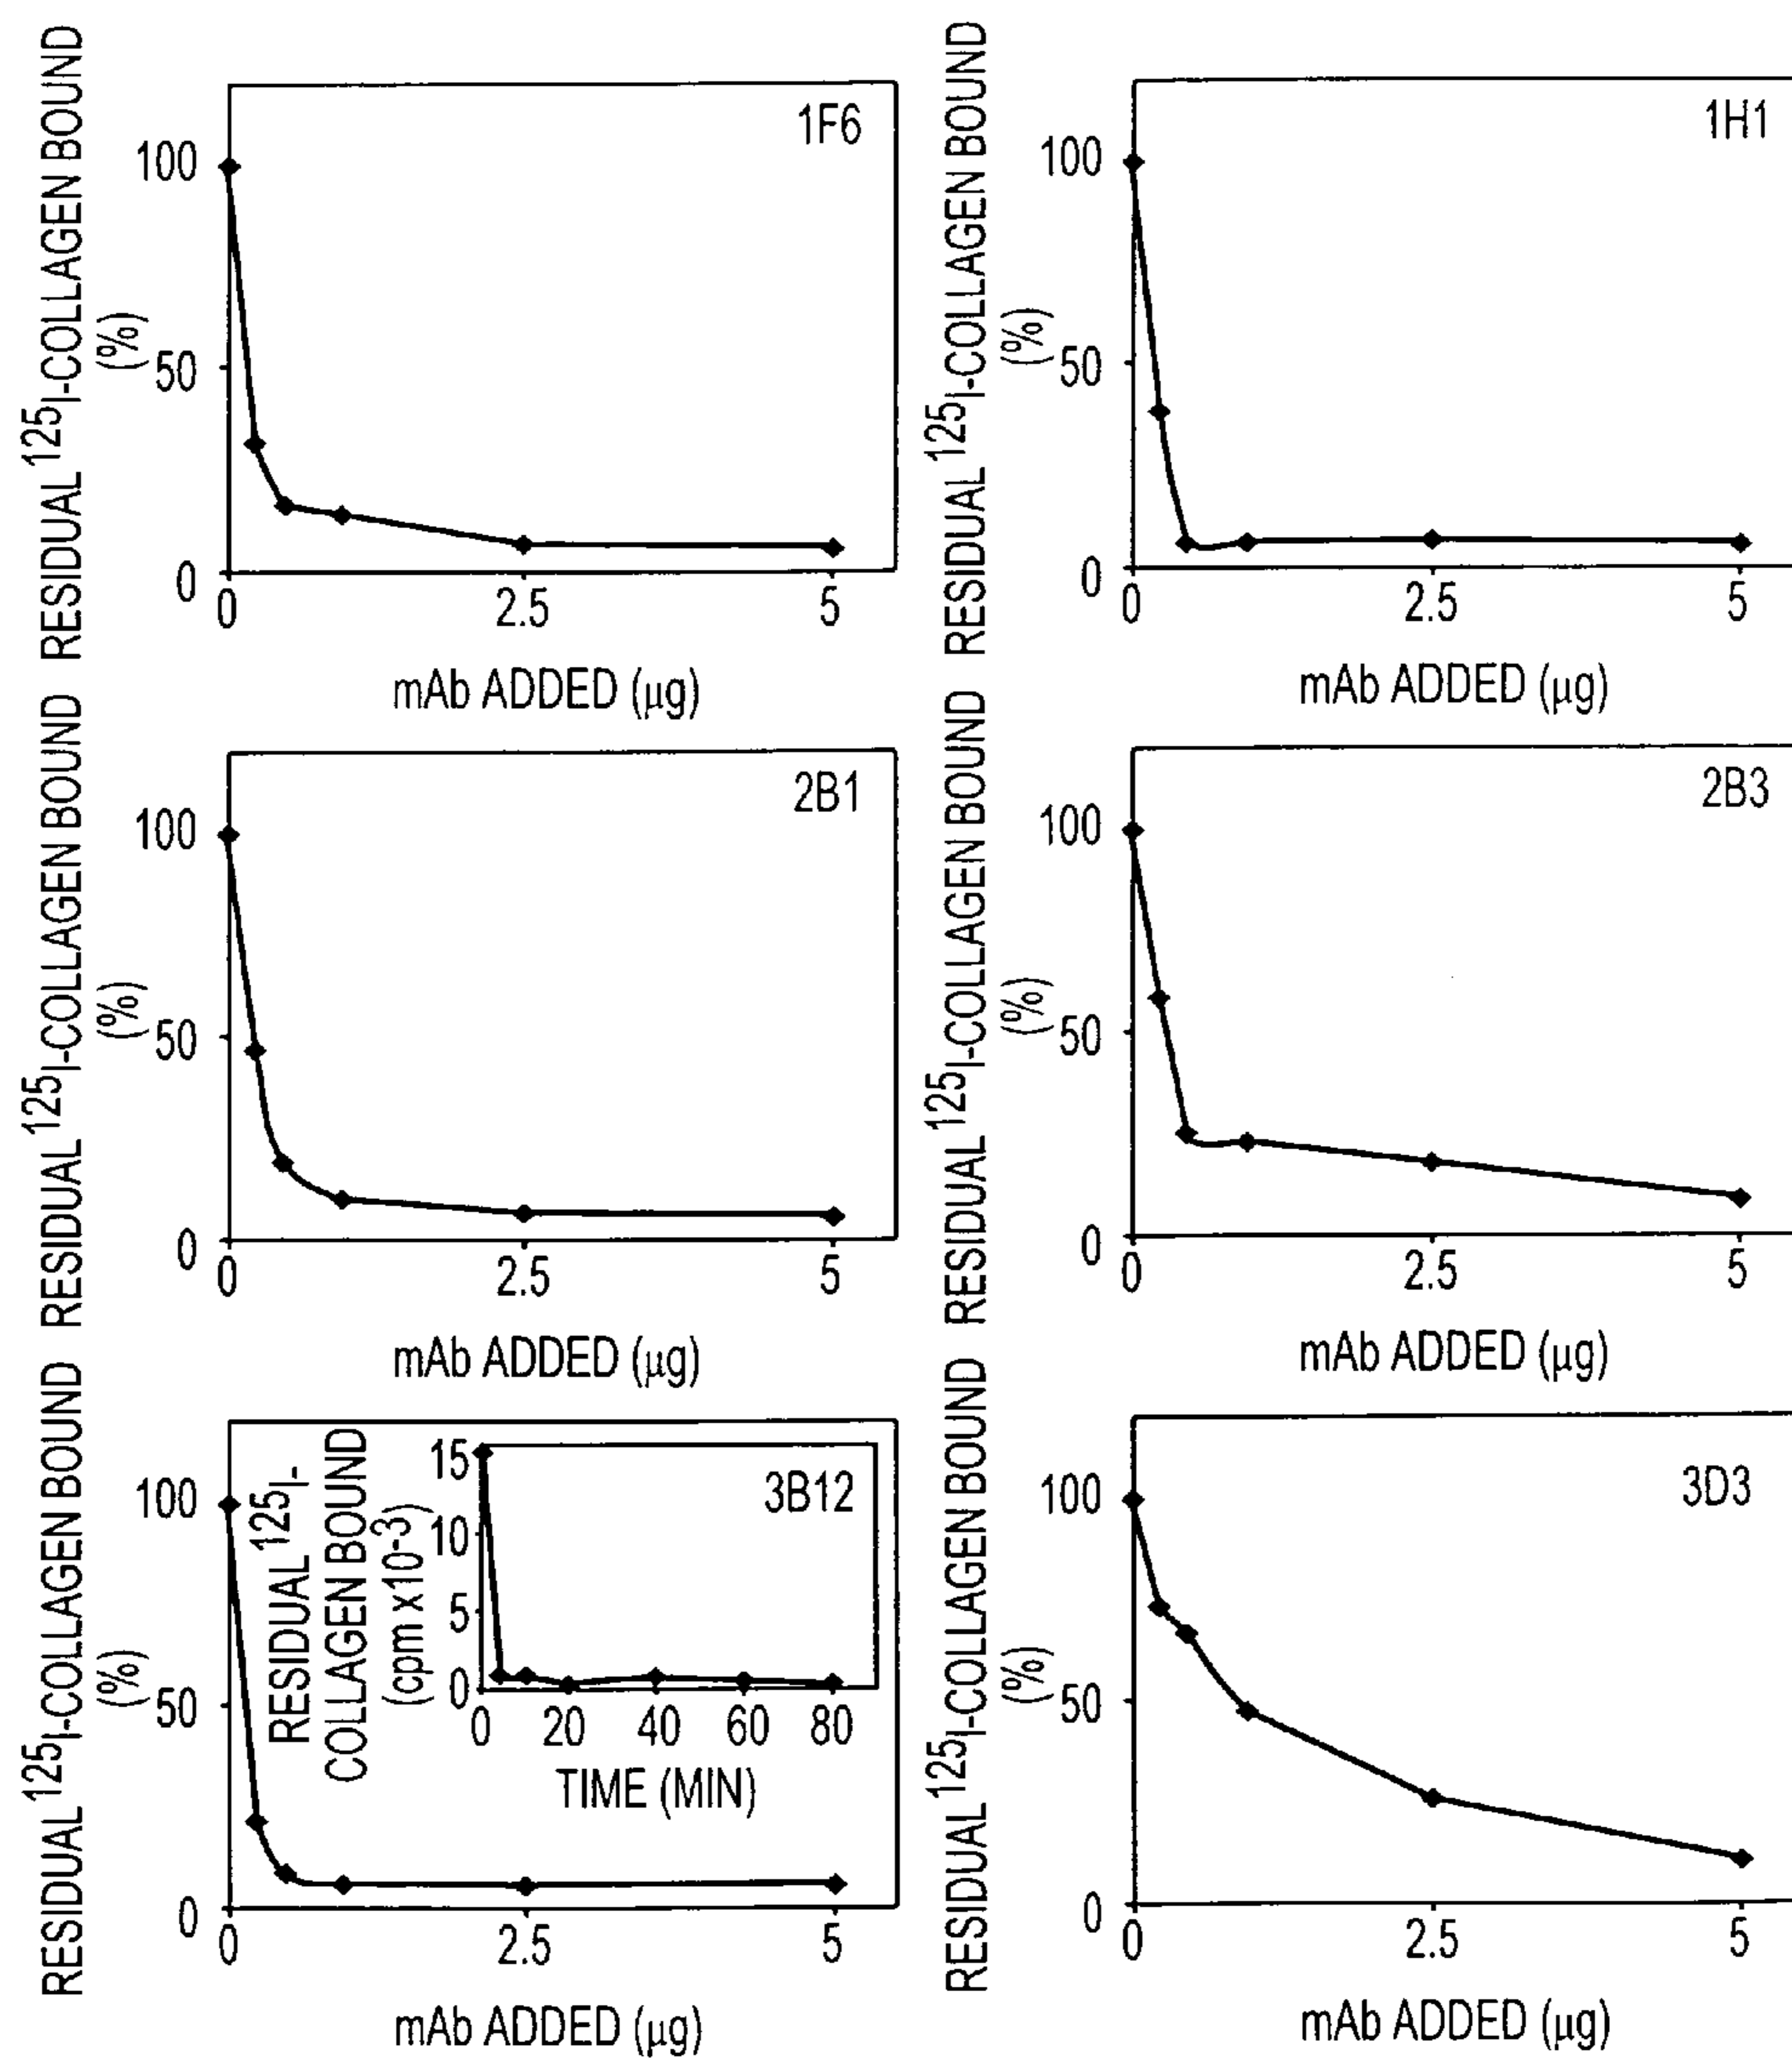 RESIDUAL 125I-COLLAGEN BOUND
(%)
1F6
100
50
0
0 2.5 5
mAb ADDED (µg)
RESIDUAL 125I-COLLAGEN BOUND
(%)
1H1
100
50
0
0 2.5 5
mAb ADDED (µg)
RESIDUAL 125I-COLLAGEN BOUND
(%)
2B1
100
50
0
0 2.5 5
mAb ADDED (µg)
RESIDUAL 125I-COLLAGEN BOUND
(%)
2B3
100
50
0
0 2.5 5
mAb ADDED (µg)
RESIDUAL 125I-COLLAGEN BOUND
(%)
3B12
100
50
0
0 2.5 5
mAb ADDED (µg)
RESIDUAL 125I-
COLLAGEN BOUND
(cpm x10-3)
15
10
5
0
0 20 40 60 80
TIME (MIN)
RESIDUAL 125I-COLLAGEN BOUND
(%)
3D3
100
50
0
0 2.5 5
mAb ADDED (µg)